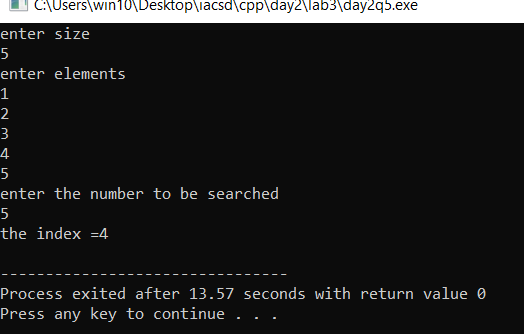 C:\Users\win10\Desktop\iacsd\cpp\day2\lab3\day2q5.exe
enter size
5
enter elements
1
2
3
4
5
enter the number to be searched
5
the index =4
--------------------------------
Process exited after 13.57 seconds with return value 0
Press any key to continue . . .